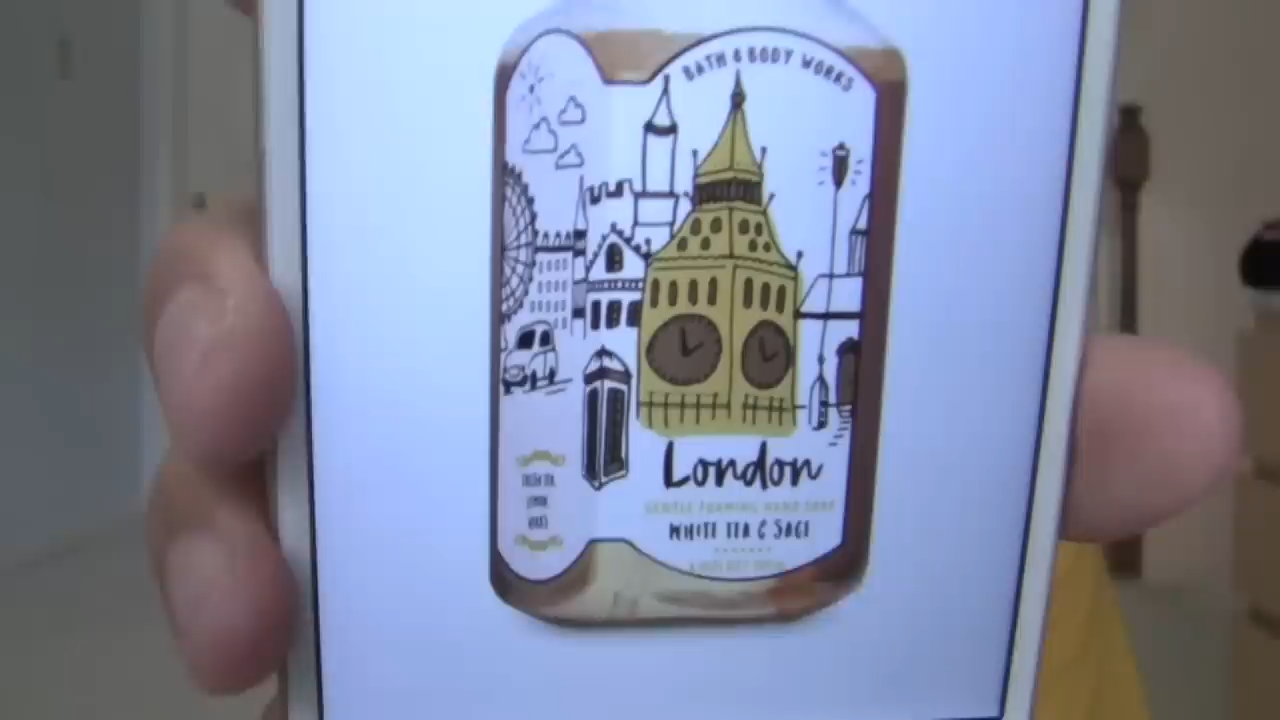 BATH & BODY WORKS
London
GENTLE FOAMING HAND SOAP
WHITE TEA & SAGE